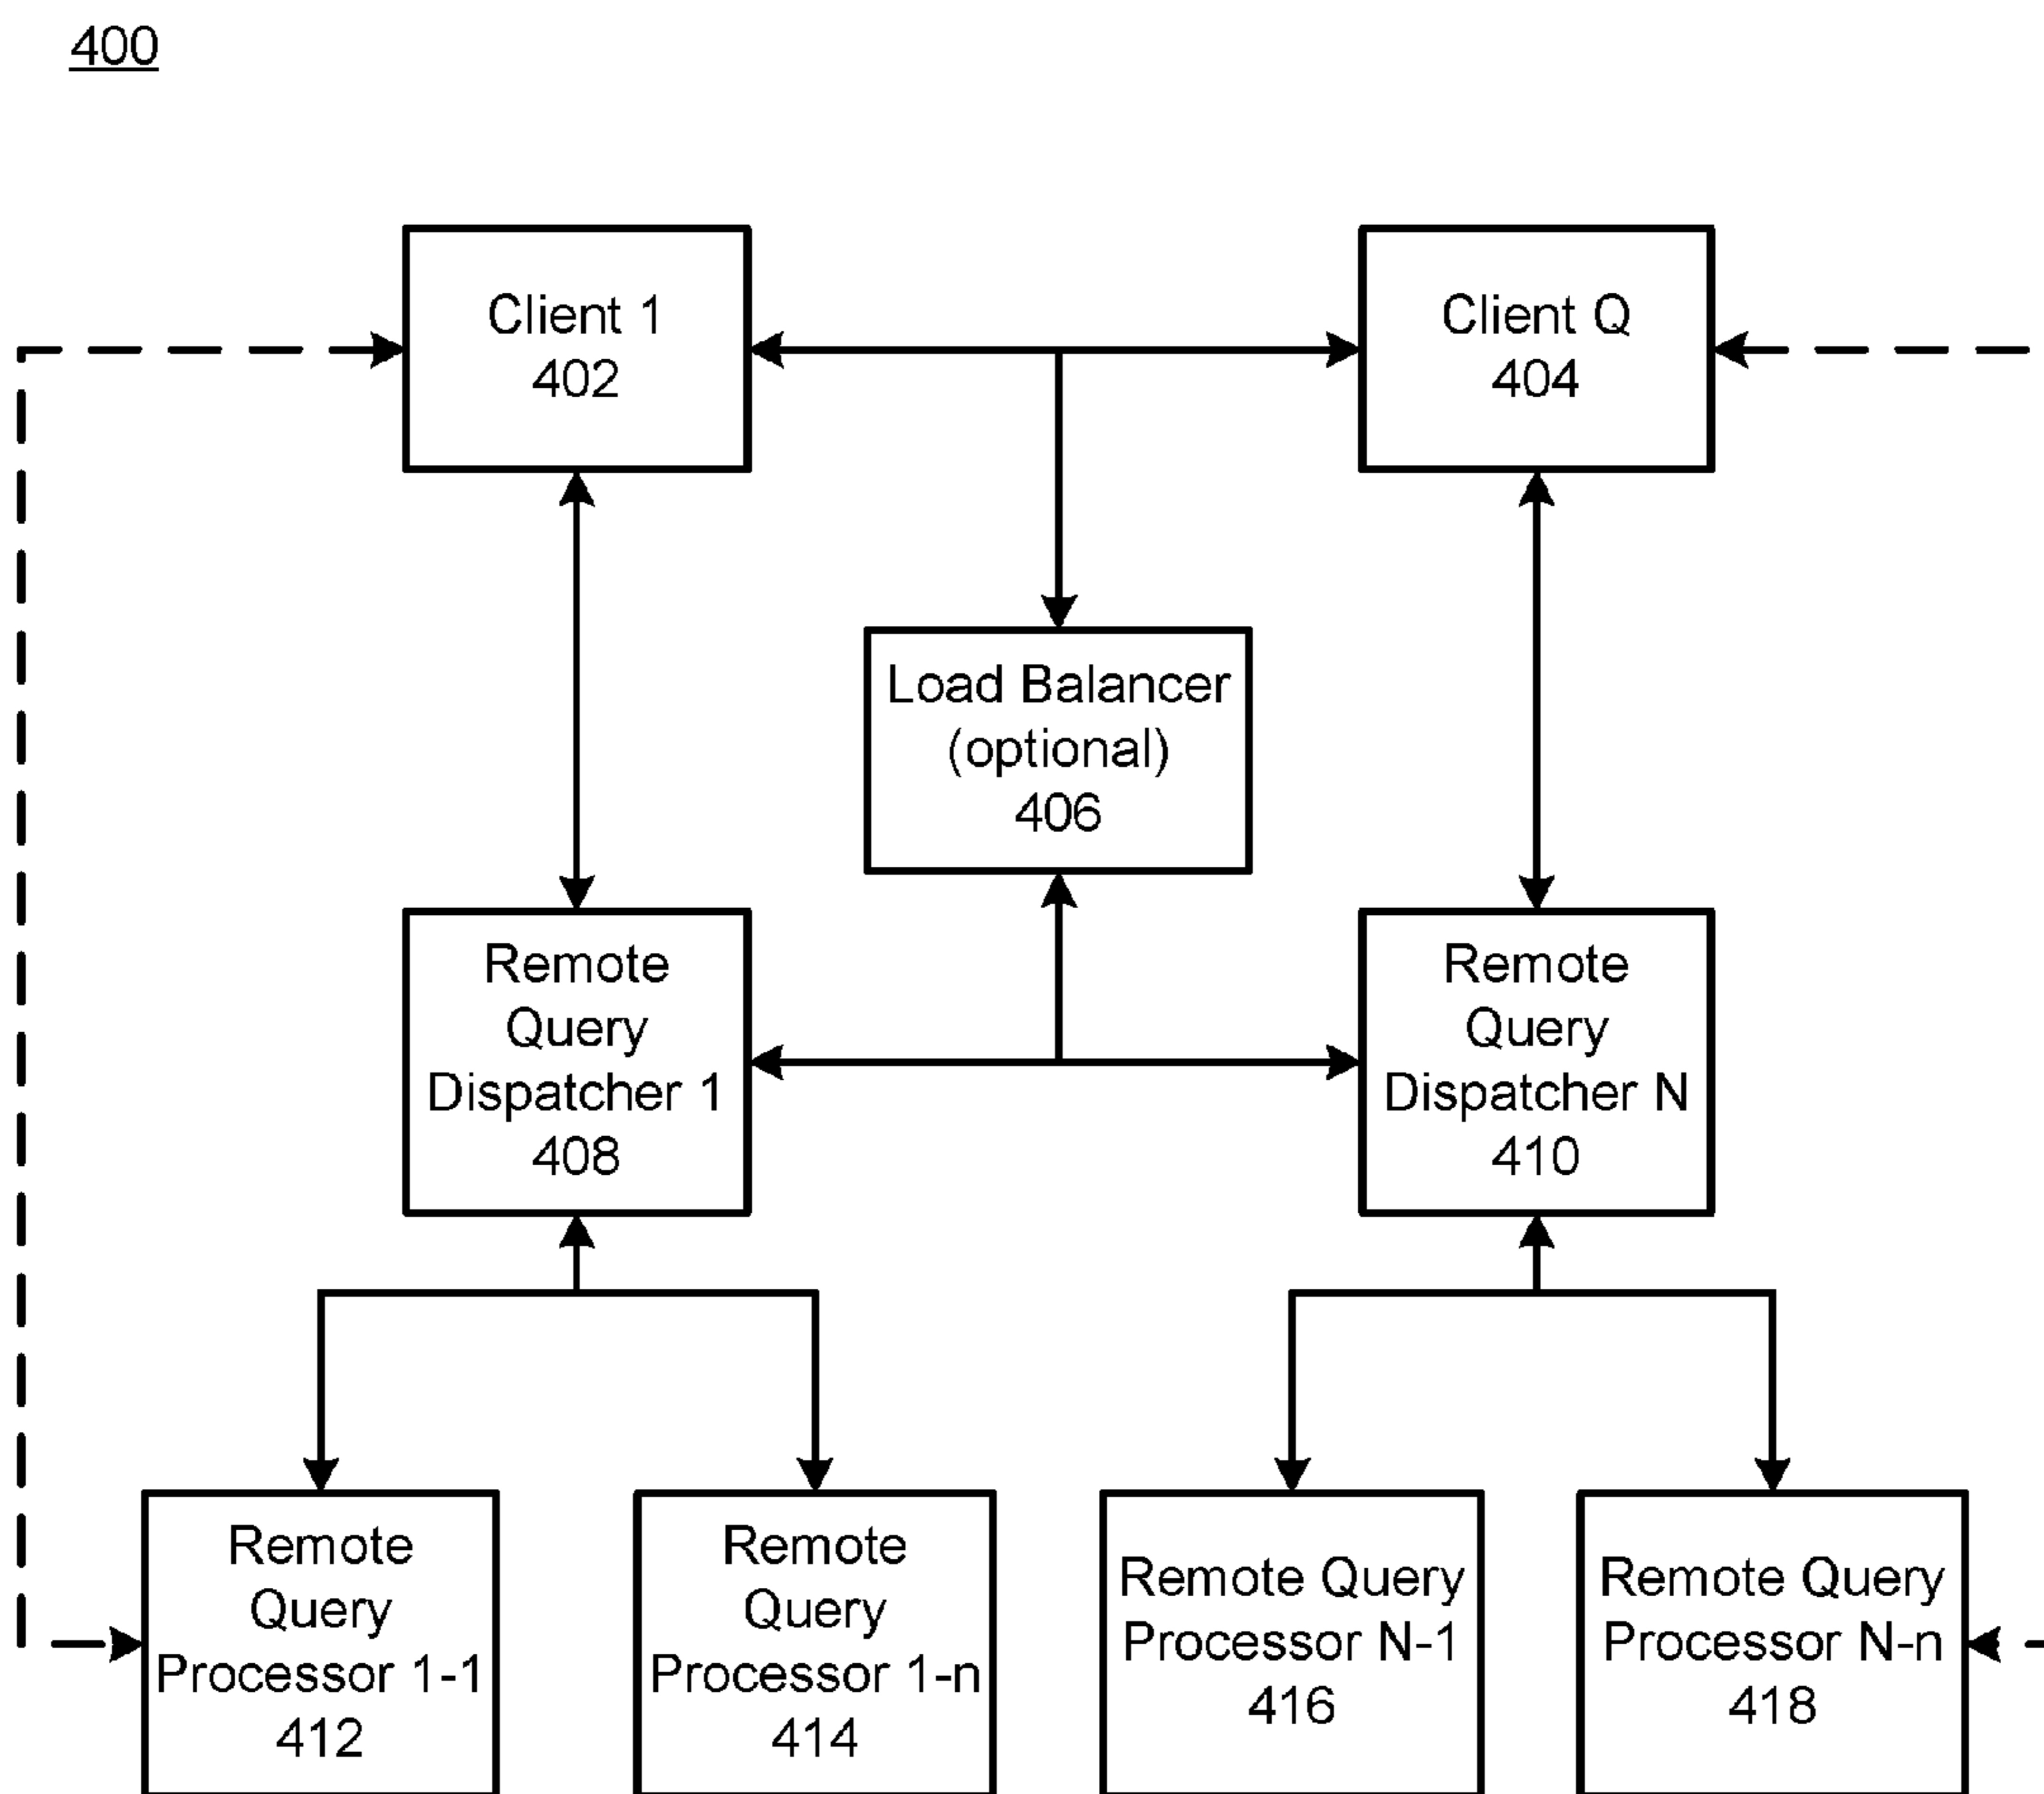 400
Client 1
402
Client Q
404
Load Balancer
(optional)
406
Remote
Query
Dispatcher 1
408
Remote
Query
Dispatcher N
410
Remote
Query
Processor 1-1
412
Remote
Query
Processor 1-n
414
Remote Query
Processor N-1
416
Remote Query
Processor N-n
418